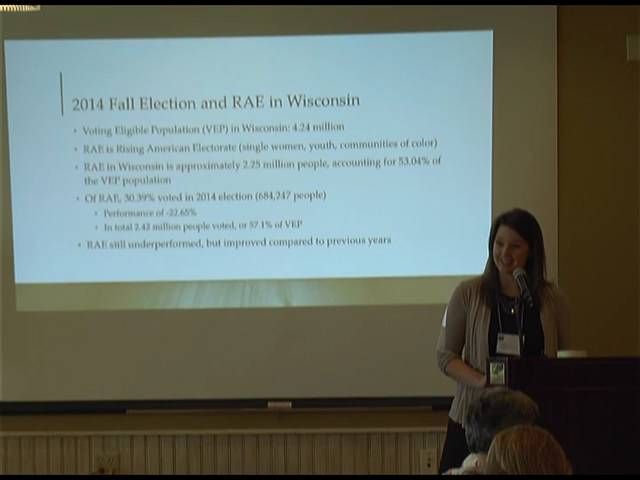 2014 Fall Election and RAE in Wisconsin
• Voting Eligible Population (VEP) in Wisconsin: 4.24 million
• RAE is Rising American Electorate (single women, youth, communities of color)
• RAE in Wisconsin is approximately 2.25 million people, accounting for 53.04% of
the VEP population
• Of RAE, 30.39% voted in 2014 election (684,247 people)
• Performance of -22.65%
• In total 2.42 million people voted, or 57.1% of VEP
• RAE still underperformed, but improved compared to previous years